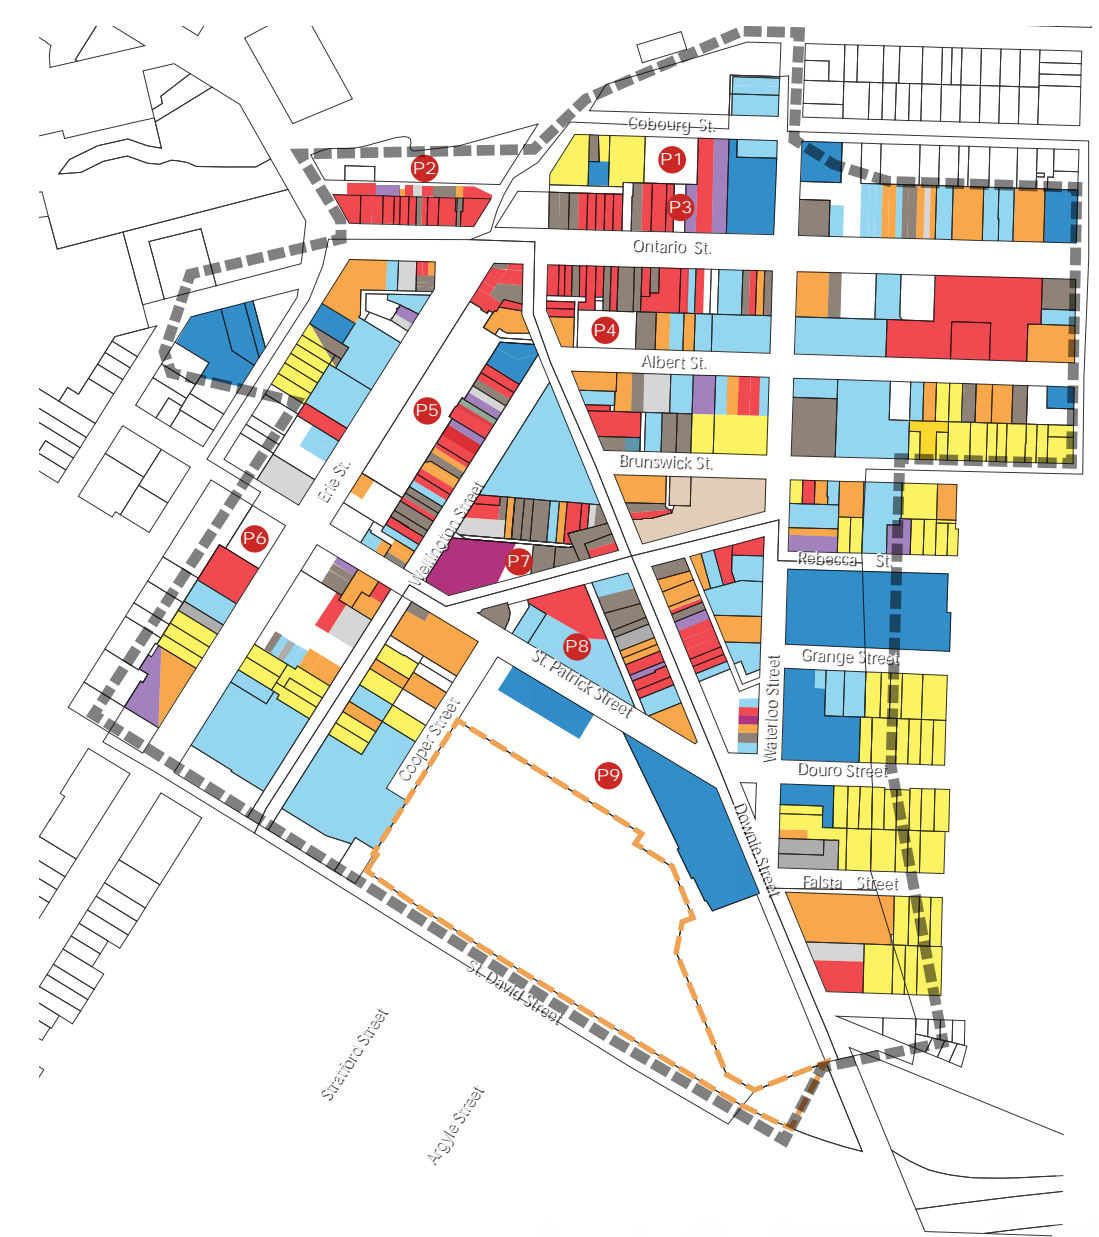 Cobourg St.
P1
P2
P3
Ontario St.
P4
Albert St.
P5
Brunswick St.
Erie St.
Wellington Street
P6
P7
Rebecca St.
P8
St. Patrick Street
Grange Street
Waterloo Street
Cooper Street
P9
Douro Street
Downie Street
Falsta Street
St. David Street
Stratford Street
Argyle Street